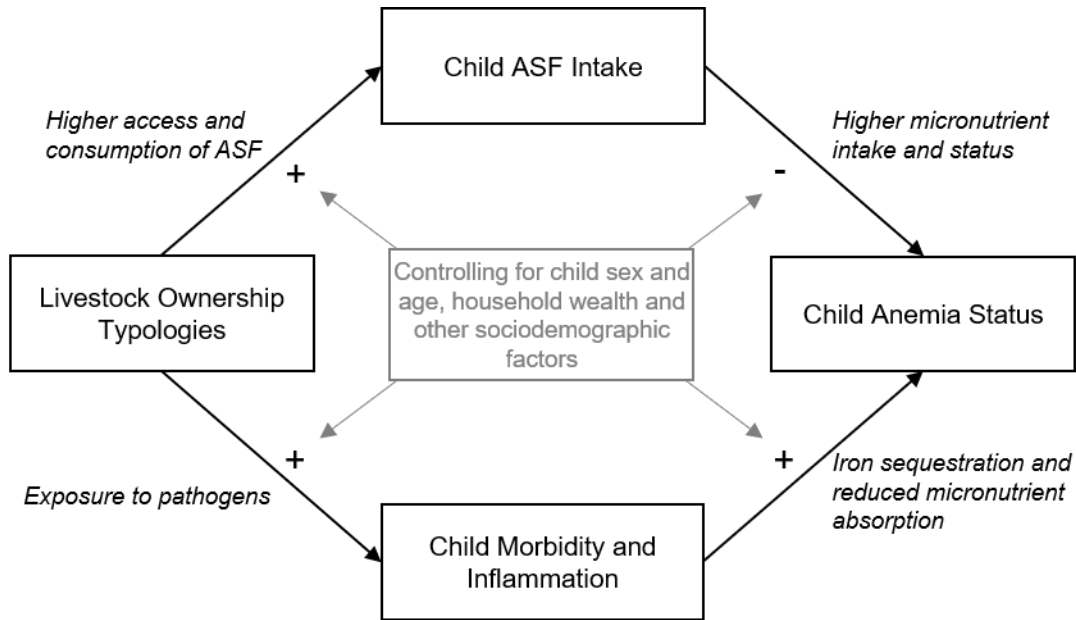 Child ASF Intake
Higher access and
consumption of ASF
Higher micronutrient
intake and status
+
-
Livestock Ownership
Typologies
Controlling for child sex and
age, household wealth and
other sociodemographic
factors
Child Anemia Status
+
+
Exposure to pathogens
Iron sequestration and
reduced micronutrient
absorption
Child Morbidity and
Inflammation